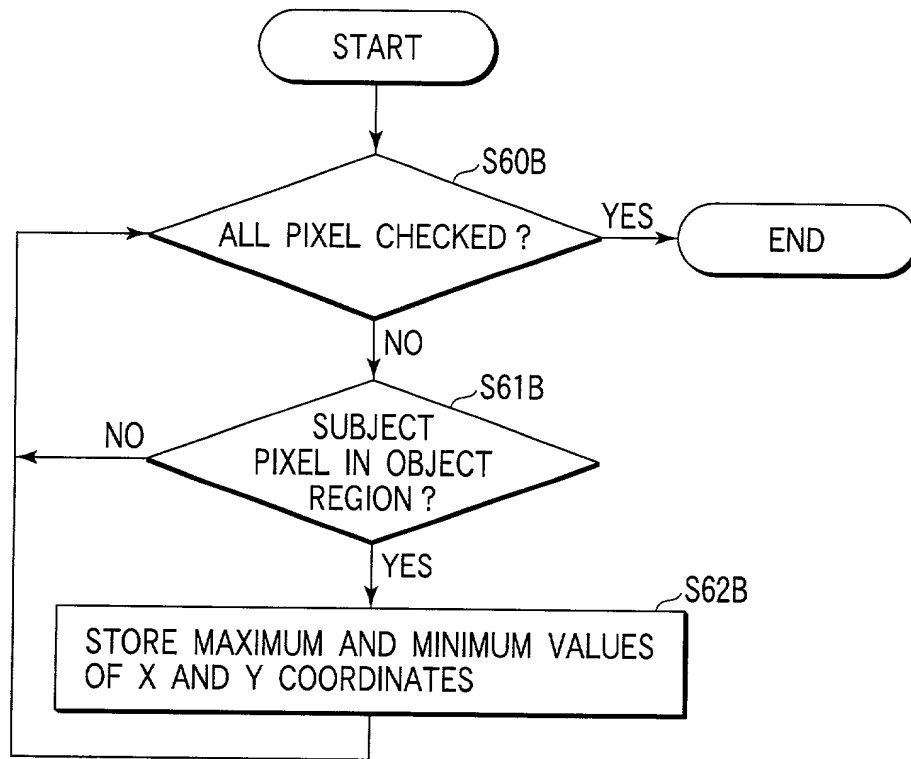 START
S60B
ALL PIXEL CHECKED ?
YES
END
NO
S61B
SUBJECT
PIXEL IN OBJECT
REGION ?
NO
YES
S62B
STORE MAXIMUM AND MINIMUM VALUES
OF X AND Y COORDINATES